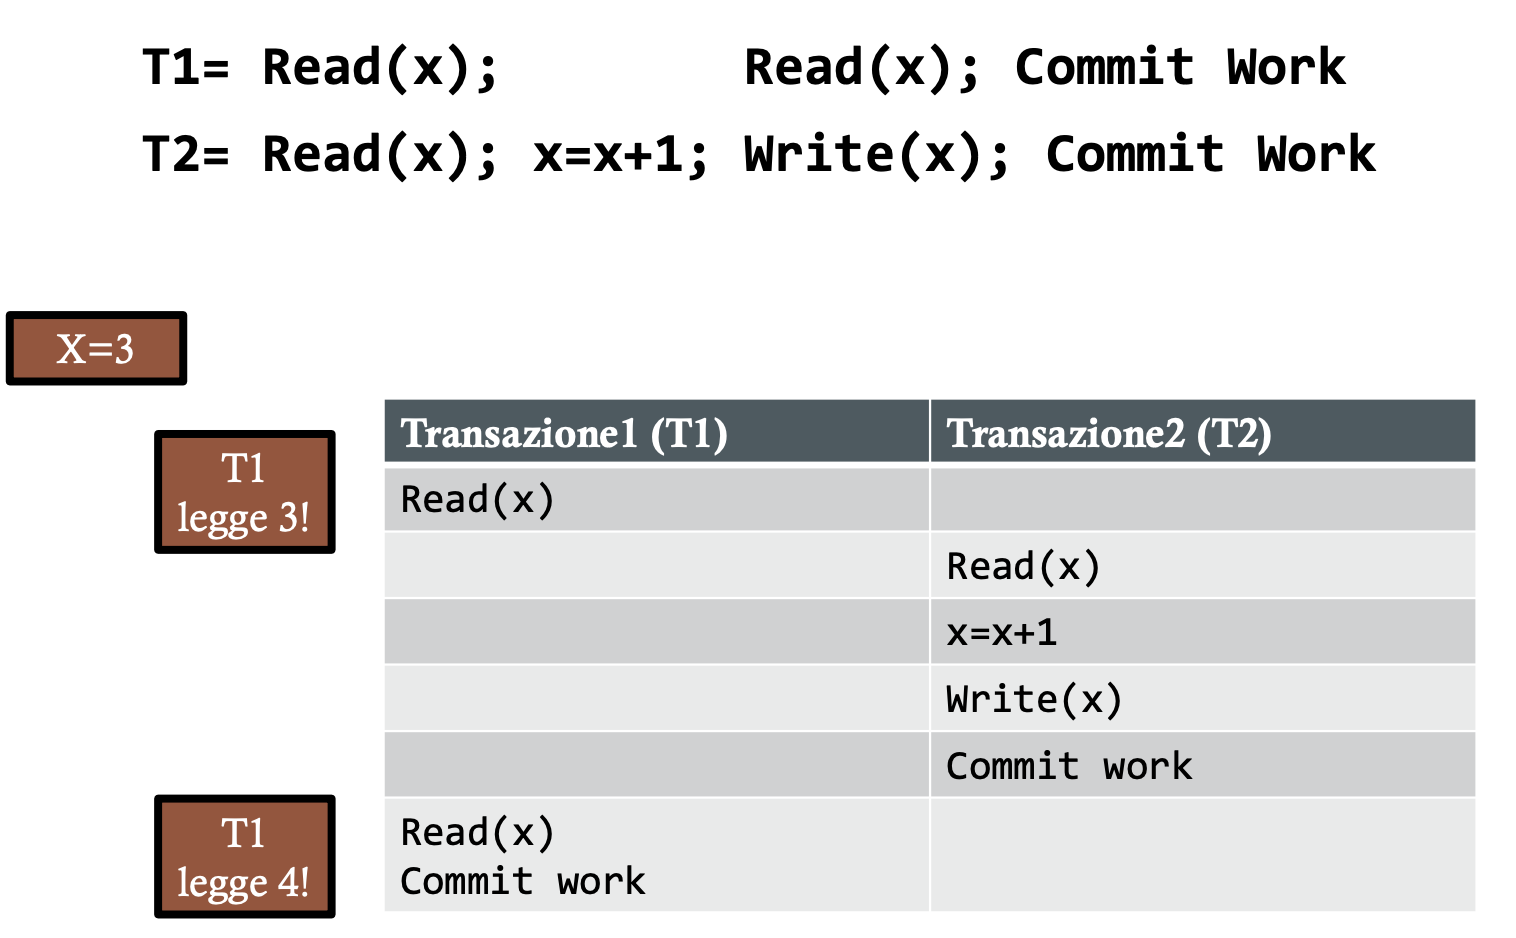 T1= Read(x); Read(x); Commit Work
T2= Read(x); x=x+1; Write(x); Commit Work
X=3
Transazione1 (T1) Transazione2 (T2)
T1
legge 3!
Read(x)
Read(x)
x=x+1
Write(x)
Commit work
T1
legge 4!
Read(x)
Commit work